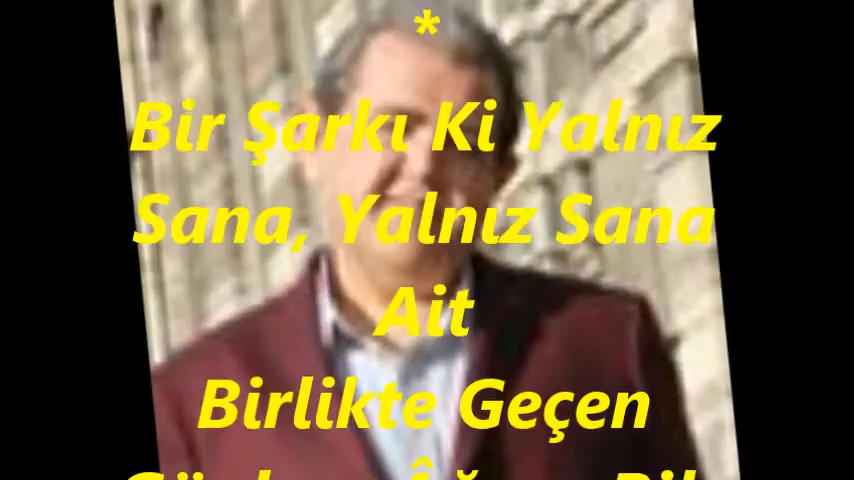 *
Bir Şarkı Ki Yalnız
Sana, Yalnız Sana
Ait
Birlikte Geçen